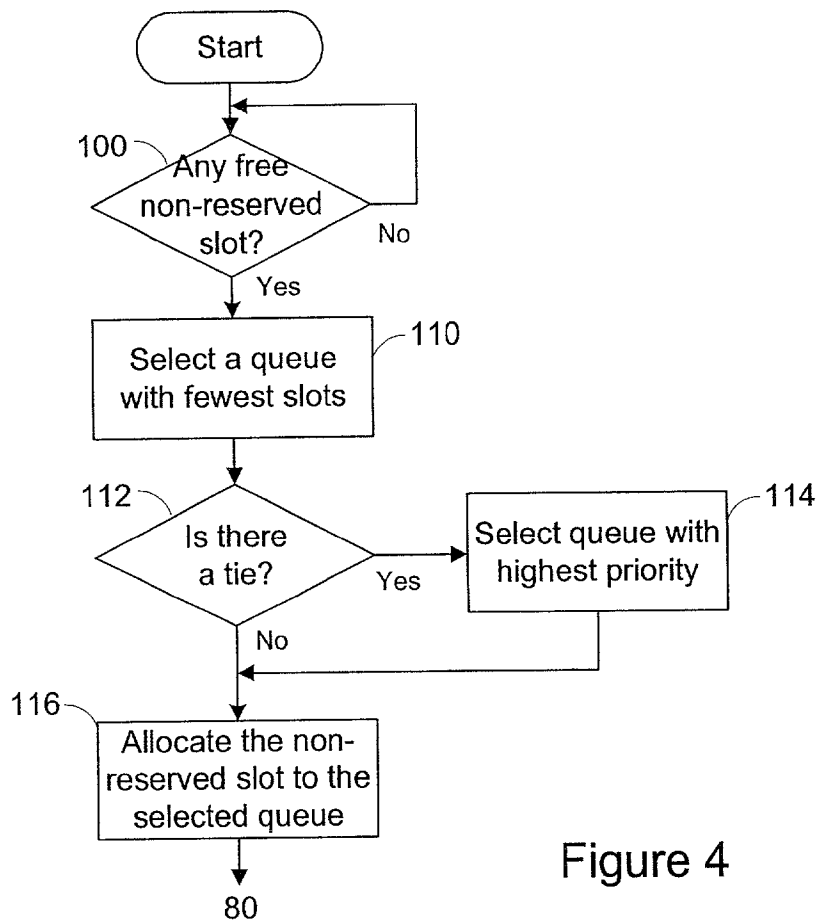 Start
100
Any free
non-reserved
slot?
No
Yes
110
Select a queue
with fewest slots
112
Is there
a tie?
Yes
114
Select queue with
highest priority
No
116
Allocate the non-
reserved slot to the
selected queue
80
Figure 4